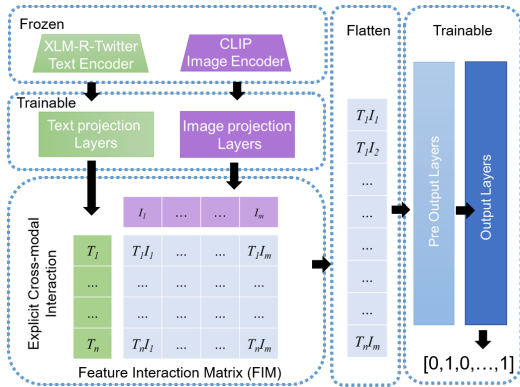 Frozen
XLM-R-Twitter
Text Encoder
CLIP
Image Encoder
Trainable
Text projection
Layers
Image projection
Layers
Explicit Cross-modal
Interaction
I₁ ... ... Iₘ
T₁ T₁I₁ ... ... T₁Iₘ
... ... ... ... ...
... ... ... ... ...
Tₙ TₙI₁ ... ... TₙIₘ
Feature Interaction Matrix (FIM)
Flatten
T₁I₁
T₁I₂
...
...
...
...
...
TₙIₘ
Trainable
Pre Output Layers
Output Layers
[0,1,0,...,1]